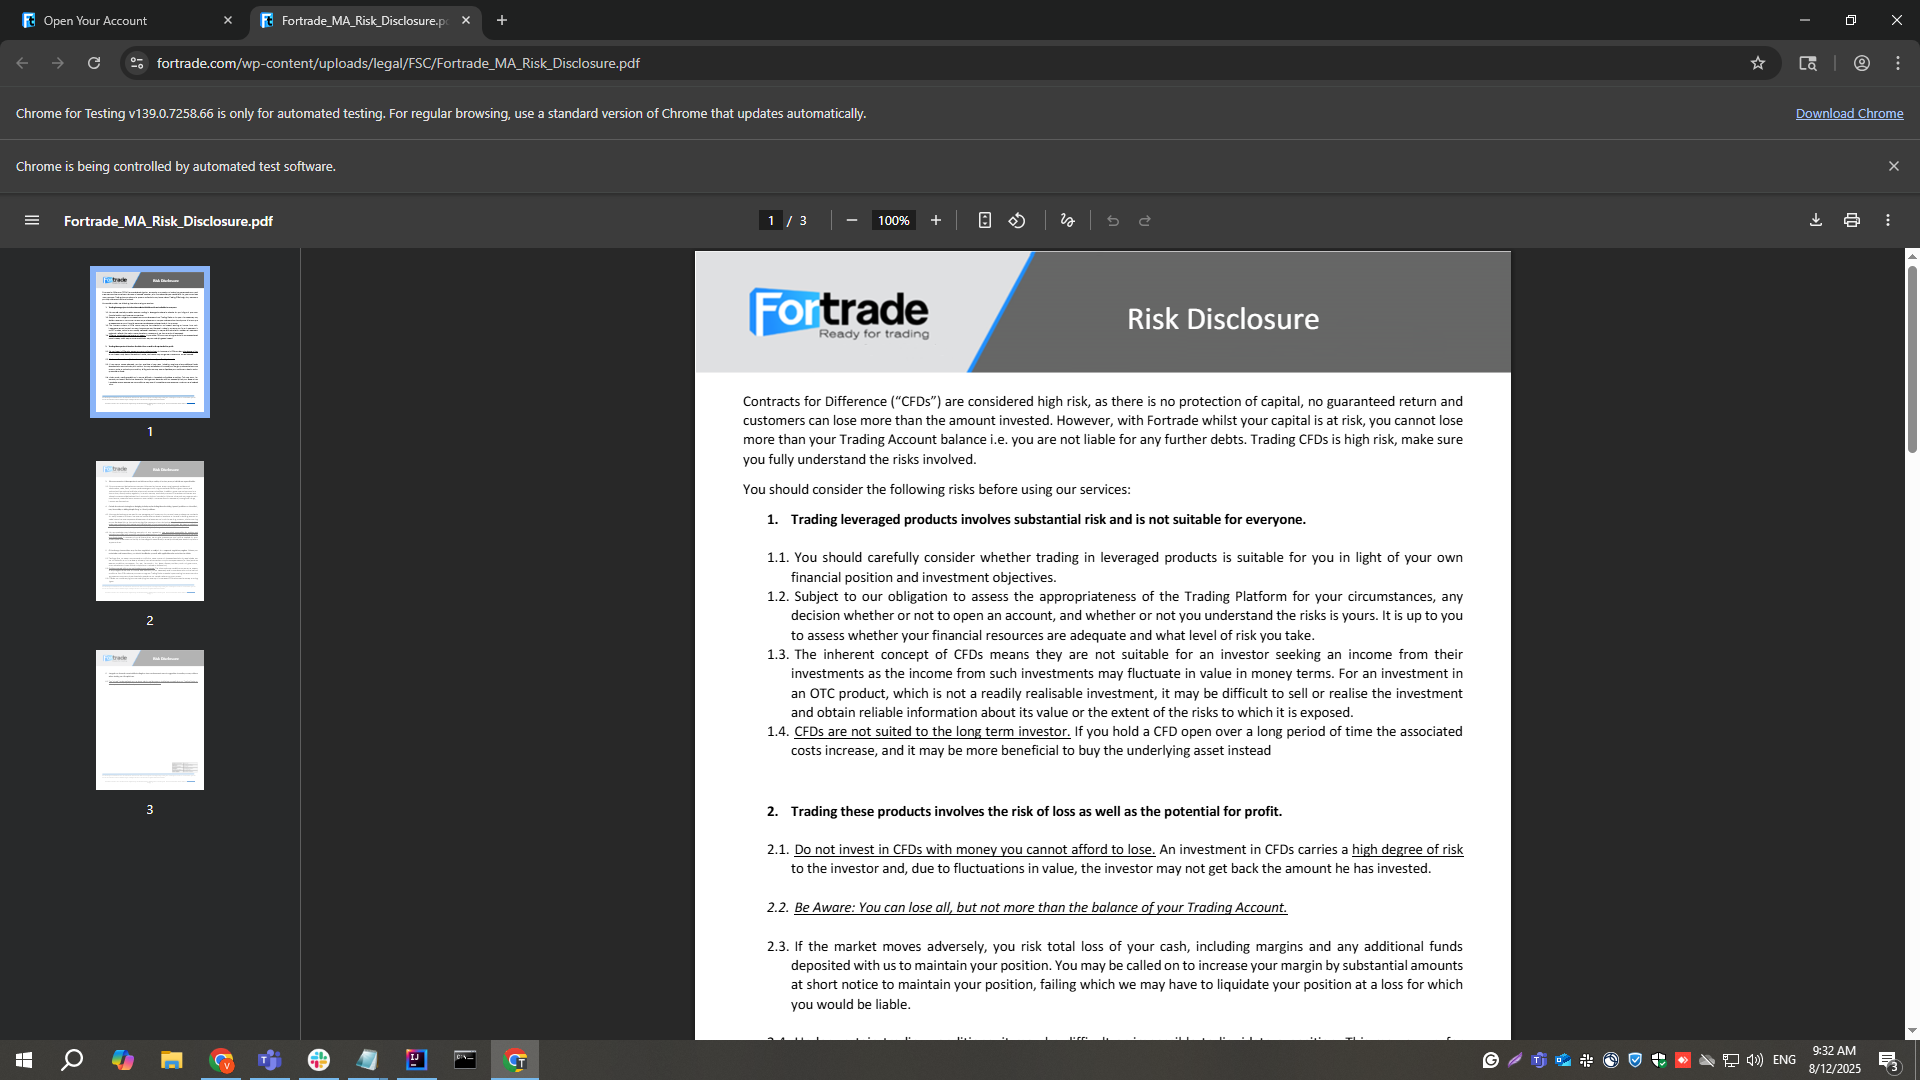 Open Your Account
Fortrade_MA_Risk_Disclosure.p
fortrade.com/wp-content/uploads/legal/FSC/Fortrade_MA_Risk_Disclosure.pdf
Chrome for Testing v139.0.7258.66 is only for automated testing. For regular browsing, use a standard version of Chrome that updates automatically.
Download Chrome
Chrome is being controlled by automated test software.
Fortrade_MA_Risk_Disclosure.pdf
1 / 3
100%
1
2
3
Fortrade
Ready for trading
Risk Disclosure
Contracts for Difference (“CFDs”) are considered high risk, as there is no protection of capital, no guaranteed return and
customers can lose more than the amount invested. However, with Fortrade whilst your capital is at risk, you cannot lose
more than your Trading Account balance i.e. you are not liable for any further debts. Trading CFDs is high risk, make sure
you fully understand the risks involved.
You should consider the following risks before using our services:
1. Trading leveraged products involves substantial risk and is not suitable for everyone.
1.1. You should carefully consider whether trading in leveraged products is suitable for you in light of your own
financial position and investment objectives.
1.2. Subject to our obligation to assess the appropriateness of the Trading Platform for your circumstances, any
decision whether or not to open an account, and whether or not you understand the risks is yours. It is up to you
to assess whether your financial resources are adequate and what level of risk you take.
1.3. The inherent concept of CFDs means they are not suitable for an investor seeking an income from their
investments as the income from such investments may fluctuate in value in money terms. For an investment in
an OTC product, which is not a readily realisable investment, it may be difficult to sell or realise the investment
and obtain reliable information about its value or the extent of the risks to which it is exposed.
1.4. CFDs are not suited to the long term investor. If you hold a CFD open over a long period of time the associated
costs increase, and it may be more beneficial to buy the underlying asset instead
2. Trading these products involves the risk of loss as well as the potential for profit.
2.1. Do not invest in CFDs with money you cannot afford to lose. An investment in CFDs carries a high degree of risk
to the investor and, due to fluctuations in value, the investor may not get back the amount he has invested.
2.2. Be Aware: You can lose all, but not more than the balance of your Trading Account.
2.3. If the market moves adversely, you risk total loss of your cash, including margins and any additional funds
deposited with us to maintain your position. You may be called on to increase your margin by substantial amounts
at short notice to maintain your position, failing which we may have to liquidate your position at a loss for which
you would be liable.
ENG
9:32 AM
8/12/2025
3